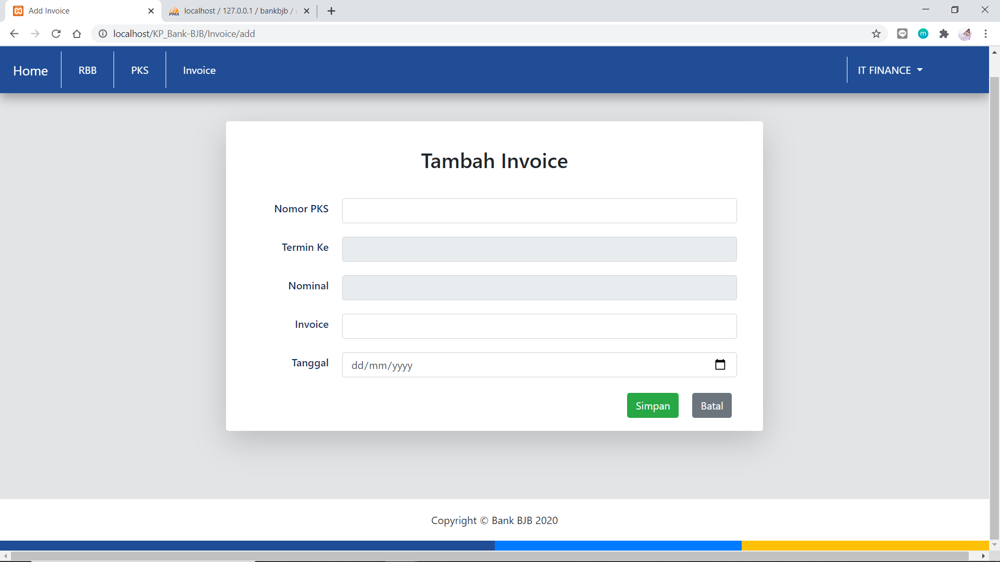 Add Invoice
localhost / 127.0.0.1 / bankbjb /
localhost/KP_Bank-BJB/Invoice/add
Home
RBB
PKS
Invoice
IT FINANCE
Tambah Invoice
Nomor PKS
Termin Ke
Nominal
Invoice
Tanggal
dd/mm/yyyy
Simpan
Batal
Copyright © Bank BJB 2020